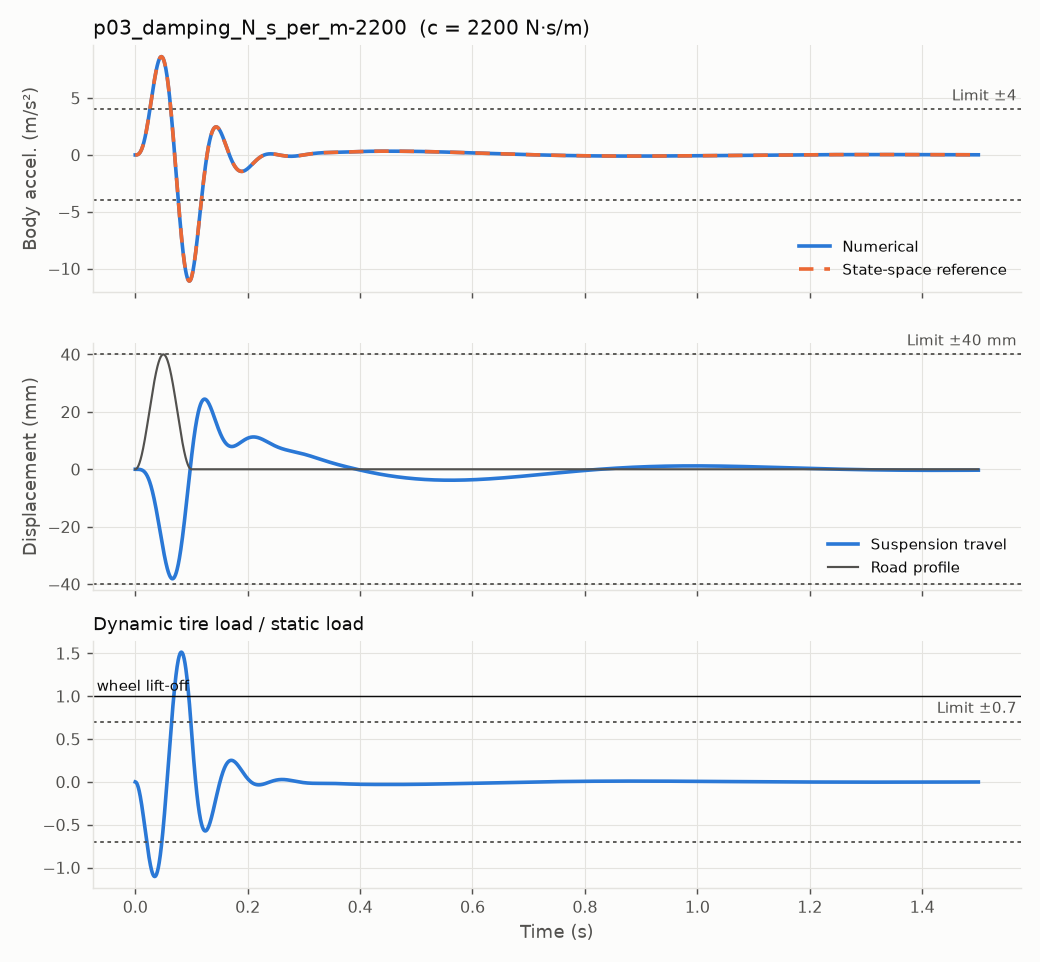 p03_damping_N_s_per_m-2200 (c = 2200 N·s/m)
Body accel. (m/s²)
5
0
−5
−10
Limit ±4
Numerical
State-space reference
Displacement (mm)
40
20
0
−20
−40
Limit ±40 mm
Suspension travel
Road profile
Dynamic tire load / static load
1.5
1.0
0.5
0.0
−0.5
−1.0
wheel lift-off
Limit ±0.7
0.0 0.2 0.4 0.6 0.8 1.0 1.2 1.4
Time (s)